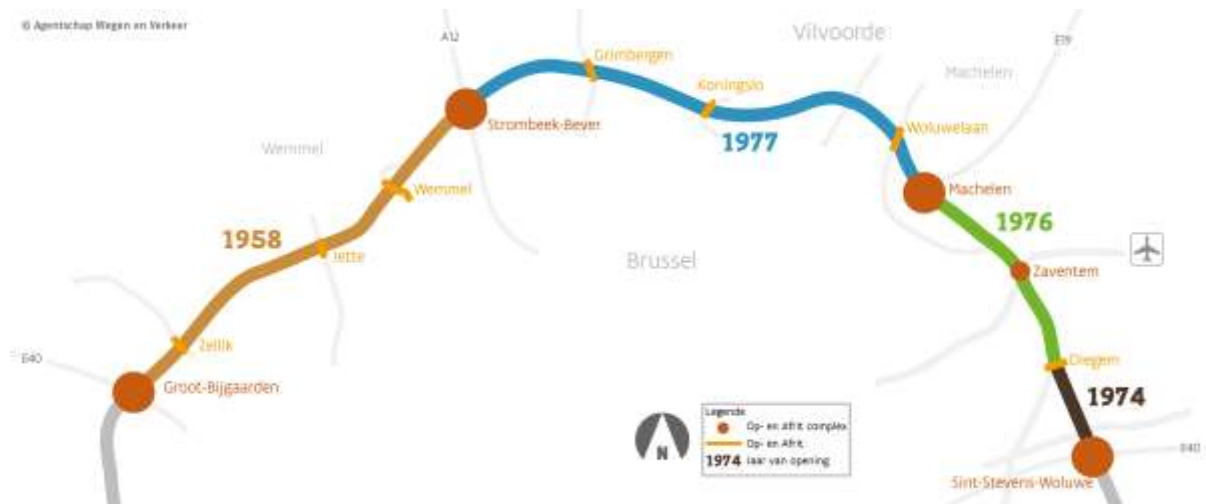 © Agentschap Wegen en Verkeer
A12
Grimbergen
Vilvoorde
E19
Machelen
Koningslo
Strombeek-Bever
1977
Woluwelaan
Wemmel
Wemmel
Machelen
1958
Jette
1976
Brussel
Zaventem
Zellik
E40
Groot-Bijgaarden
Diegem
1974
Legende
Op- en Afrit complex
Op- en Afrit
1974 Jaar van opening
N
E40
Sint-Stevens-Woluwe